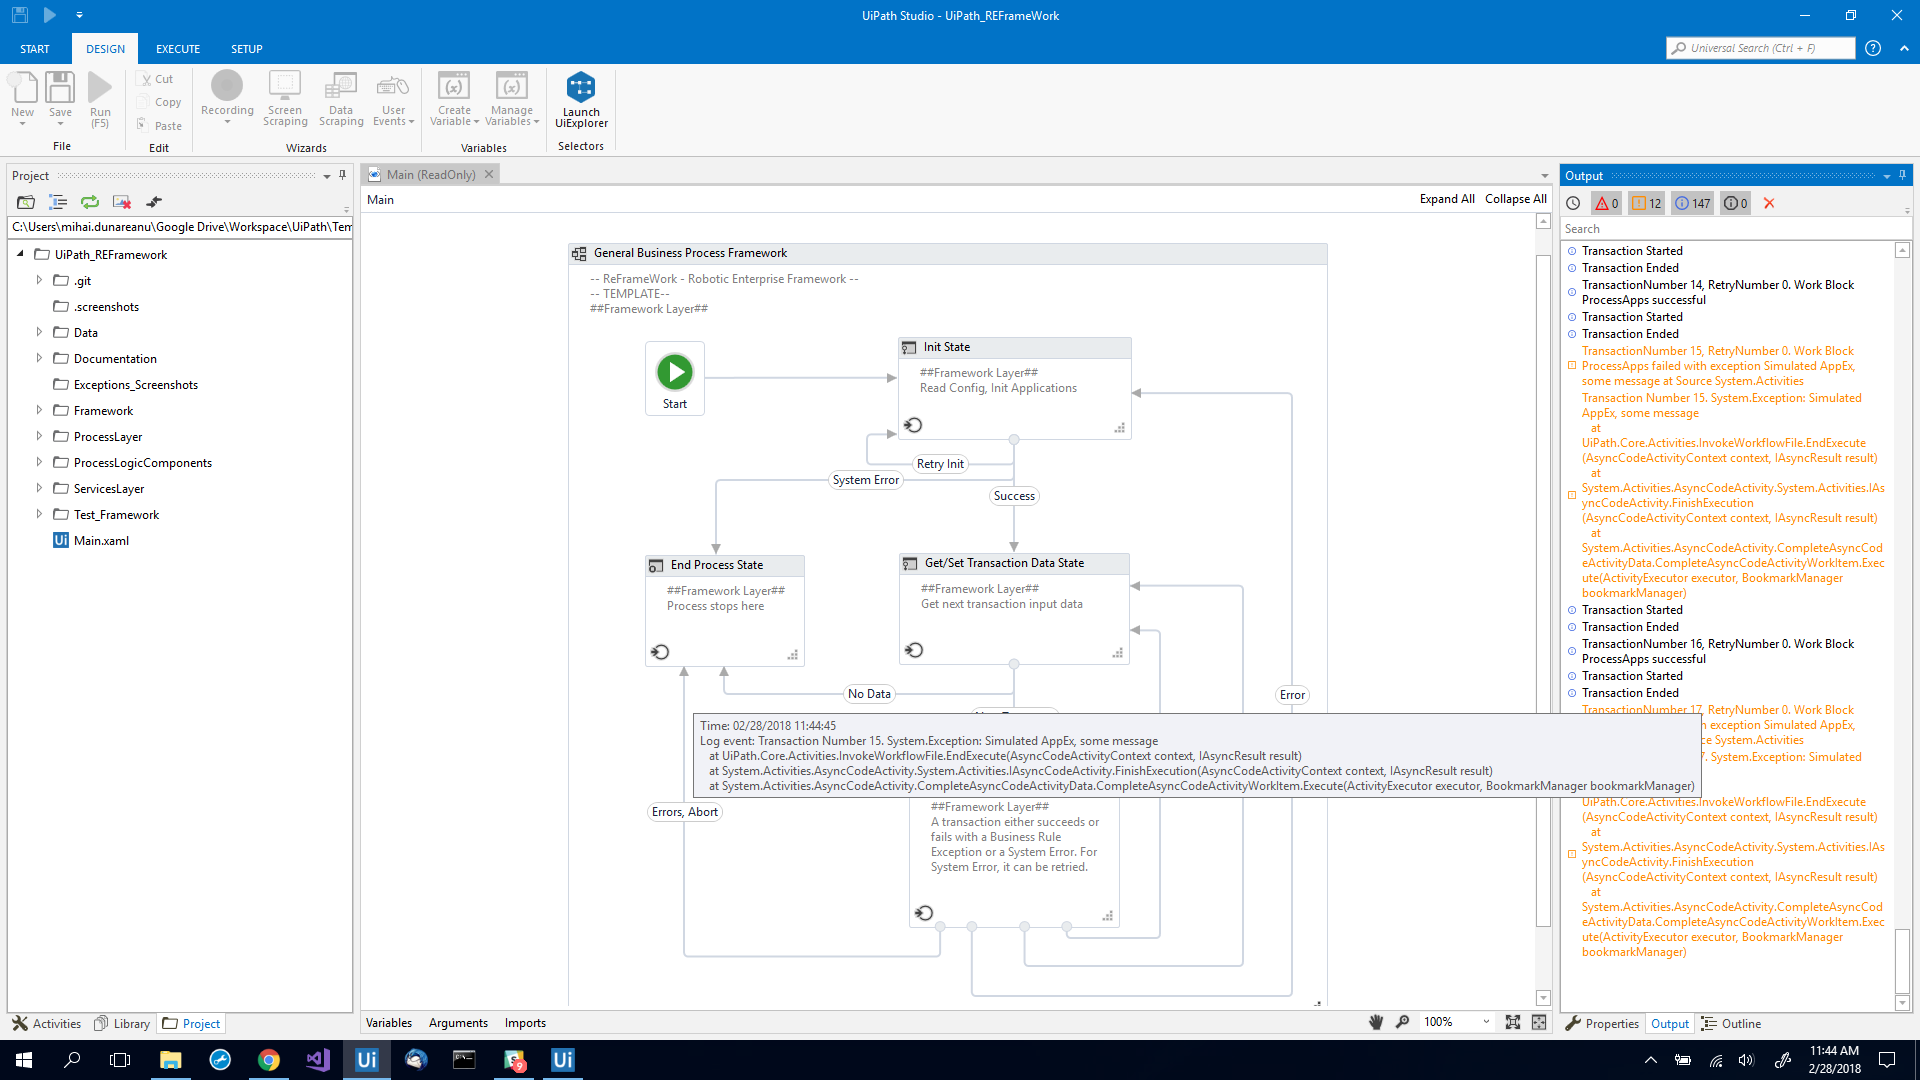 UiPath Studio - UiPath_REFrameWork
START
DESIGN
EXECUTE
SETUP
Universal Search (Ctrl + F)
New
Save
Run
(F5)
File
Cut
Copy
Paste
Edit
Recording
Screen
Scraping
Data
Scraping
User
Events
Wizards
Create
Variable
Manage
Variables
Variables
Launch
UiExplorer
Selectors
Project
C:\Users\mihai.dunareanu\Google Drive\Workspace\UiPath\Tem
UiPath_REFramework
.git
.screenshots
Data
Documentation
Exceptions_Screenshots
Framework
ProcessLayer
ProcessLogicComponents
ServicesLayer
Test_Framework
Ui Main.xaml
Activities
Library
Project
Main (ReadOnly)
Main
Expand All
Collapse All
General Business Process Framework
-- ReFrameWork - Robotic Enterprise Framework --
-- TEMPLATE--
##Framework Layer##
Start
Init State
##Framework Layer##
Read Config, Init Applications
Retry Init
System Error
Success
End Process State
##Framework Layer##
Process stops here
Get/Set Transaction Data State
##Framework Layer##
Get next transaction input data
No Data
Error
Time: 02/28/2018 11:44:45
Log event: Transaction Number 15. System.Exception: Simulated AppEx, some message
at UiPath.Core.Activities.InvokeWorkflowFile.EndExecute(AsyncCodeActivityContext context, IAsyncResult result)
at System.Activities.AsyncCodeActivity.System.Activities.IAsyncCodeActivity.FinishExecution(AsyncCodeActivityContext context, IAsyncResult result)
at System.Activities.AsyncCodeActivity.CompleteAsyncCodeActivityData.CompleteAsyncCodeActivityWorkItem.Execute(ActivityExecutor executor, BookmarkManager bookmarkManager)
Errors, Abort
##Framework Layer##
A transaction either succeeds or
fails with a Business Rule
Exception or a System Error. For
System Error, it can be retried.
Variables
Arguments
Imports
100%
Output
0
12
147
0
Search
Transaction Started
Transaction Ended
TransactionNumber 14, RetryNumber 0. Work Block
ProcessApps successful
Transaction Started
Transaction Ended
TransactionNumber 15, RetryNumber 0. Work Block
ProcessApps failed with exception Simulated AppEx,
some message at Source System.Activities
Transaction Number 15. System.Exception: Simulated
AppEx, some message
at
UiPath.Core.Activities.InvokeWorkflowFile.EndExecute
(AsyncCodeActivityContext context, IAsyncResult result)
at
System.Activities.AsyncCodeActivity.System.Activities.IAs
yncCodeActivity.FinishExecution
(AsyncCodeActivityContext context, IAsyncResult result)
at
System.Activities.AsyncCodeActivity.CompleteAsyncCod
eActivityData.CompleteAsyncCodeActivityWorkItem.Exec
ute(ActivityExecutor executor, BookmarkManager
bookmarkManager)
Transaction Started
Transaction Ended
TransactionNumber 16, RetryNumber 0. Work Block
ProcessApps successful
Transaction Started
Transaction Ended
TransactionNumber 17, RetryNumber 0. Work Block
exception Simulated AppEx,
rce System.Activities
7. System.Exception: Simulated
UiPath.Core.Activities.InvokeWorkflowFile.EndExecute
(AsyncCodeActivityContext context, IAsyncResult result)
at
System.Activities.AsyncCodeActivity.System.Activities.IAs
yncCodeActivity.FinishExecution
(AsyncCodeActivityContext context, IAsyncResult result)
at
System.Activities.AsyncCodeActivity.CompleteAsyncCod
eActivityData.CompleteAsyncCodeActivityWorkItem.Exec
ute(ActivityExecutor executor, BookmarkManager
bookmarkManager)
Properties
Output
Outline
Ui
9
Ui
11:44 AM
2/28/2018